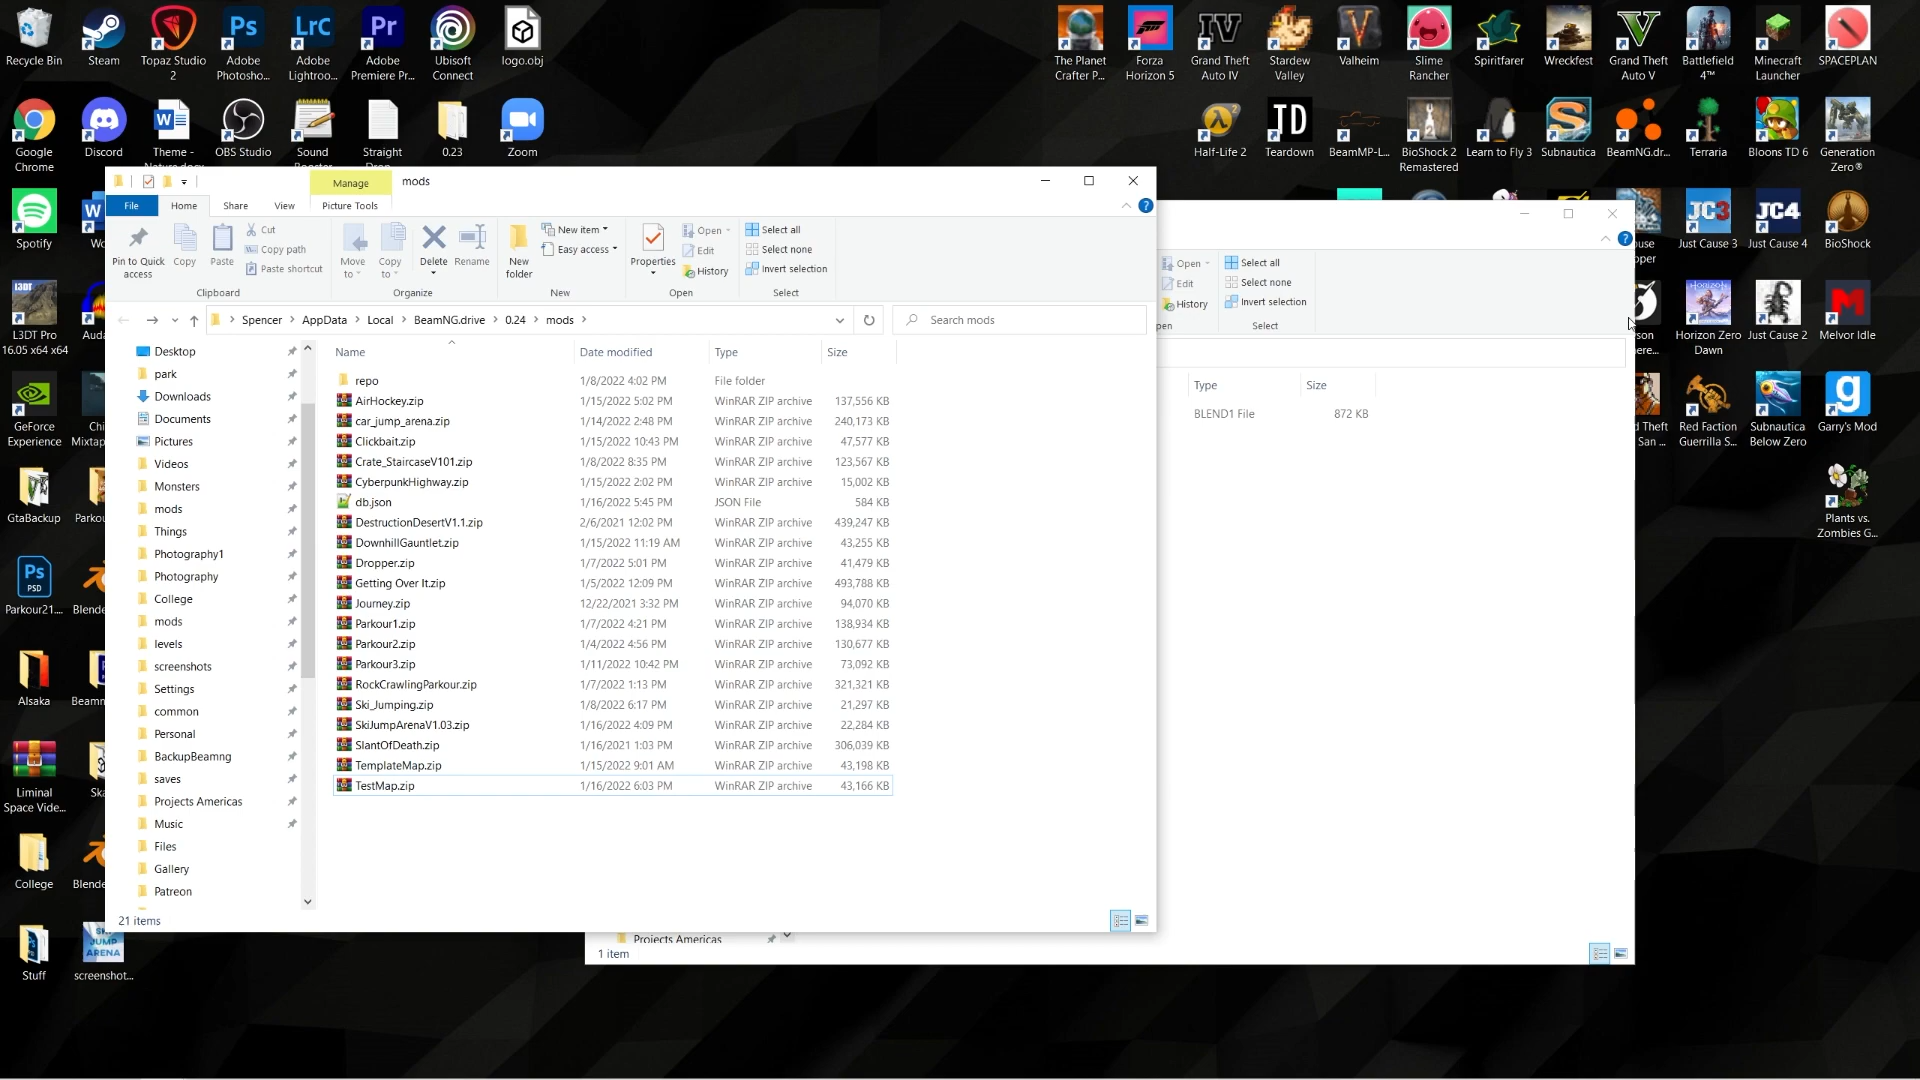 Recycle Bin
Steam
Topaz Studio
2
Adobe
Photosho...
Adobe
Lightroo...
Adobe
Premiere Pr...
Ubisoft
Connect
logo.obj
The Planet
Crafter P...
Forza
Horizon 5
Grand Theft
Auto IV
Stardew
Valley
Valheim
Slime
Rancher
Spiritfarer
Wreckfest
Grand Theft
Auto V
Battlefield
4™
Minecraft
Launcher
SPACEPLAN
Google
Chrome
Discord
Theme -
OBS Studio
Sound
Straight
0.23
Zoom
Half-Life 2
Teardown
BeamMP-L...
BioShock 2
Remastered
Learn to Fly 3
Subnautica
BeamNG.dr...
Terraria
Bloons TD 6
Generation
Zero®
Manage
mods
File
Home
Share
View
Picture Tools
Pin to Quick
access
Copy
Paste
Cut
Copy path
Paste shortcut
Move
to
Copy
to
Delete
Rename
New
folder
New item
Easy access
Properties
Open
Edit
History
Select all
Select none
Invert selection
Clipboard
Organize
New
Open
Select
Open
Edit
History
Select all
Select none
Invert selection
pen
Select
Spencer
AppData
Local
BeamNG.drive
0.24
mods
Search mods
Name
Date modified
Type
Size
repo 1/8/2022 4:02 PM File folder
AirHockey.zip 1/15/2022 5:02 PM WinRAR ZIP archive 137,556 KB
car_jump_arena.zip 1/14/2022 2:48 PM WinRAR ZIP archive 240,173 KB
Clickbait.zip 1/15/2022 10:43 PM WinRAR ZIP archive 47,577 KB
Crate_StaircaseV101.zip 1/8/2022 8:35 PM WinRAR ZIP archive 123,567 KB
CyberpunkHighway.zip 1/15/2022 2:02 PM WinRAR ZIP archive 15,002 KB
db.json 1/16/2022 5:45 PM JSON File 584 KB
DestructionDesertV1.1.zip 2/6/2021 12:02 PM WinRAR ZIP archive 439,247 KB
DownhillGauntlet.zip 1/15/2022 11:19 AM WinRAR ZIP archive 43,255 KB
Dropper.zip 1/7/2022 5:01 PM WinRAR ZIP archive 41,479 KB
Getting Over It.zip 1/5/2022 12:09 PM WinRAR ZIP archive 493,788 KB
Journey.zip 12/22/2021 3:32 PM WinRAR ZIP archive 94,070 KB
Parkour1.zip 1/7/2022 4:21 PM WinRAR ZIP archive 138,934 KB
Parkour2.zip 1/4/2022 4:56 PM WinRAR ZIP archive 130,677 KB
Parkour3.zip 1/11/2022 10:42 PM WinRAR ZIP archive 73,092 KB
RockCrawlingParkour.zip 1/7/2022 1:13 PM WinRAR ZIP archive 321,321 KB
Ski_Jumping.zip 1/8/2022 6:17 PM WinRAR ZIP archive 21,297 KB
SkiJumpArenaV1.03.zip 1/16/2022 4:09 PM WinRAR ZIP archive 22,284 KB
SlantOfDeath.zip 1/16/2021 1:03 PM WinRAR ZIP archive 306,039 KB
TemplateMap.zip 1/15/2022 9:01 AM WinRAR ZIP archive 43,198 KB
TestMap.zip 1/16/2022 6:03 PM WinRAR ZIP archive 43,166 KB
Desktop
park
Downloads
Documents
Pictures
Videos
Monsters
mods
Things
Photography1
Photography
College
mods
levels
screenshots
Settings
common
Personal
BackupBeamng
saves
Projects Americas
Music
Files
Gallery
Patreon
21 items
Type
Size
BLEND1 File 872 KB
Projects Americas
1 item
Spotify
Wo
L3DT Pro
16.05 x64 x64
Auda
GeForce
Experience
Chi
Mixtap
GtaBackup
Parkou
Parkour21....
Blende
Alsaka
Beamn
Liminal
Space Vide...
Ska
College
Blende
Stuff
screenshot...
Just Cause 3
Just Cause 4
BioShock
Horizon Zero
Dawn
Just Cause 2
Melvor Idle
Red Faction
Guerrilla S...
Subnautica
Below Zero
Garry's Mod
Plants vs.
Zombies G...